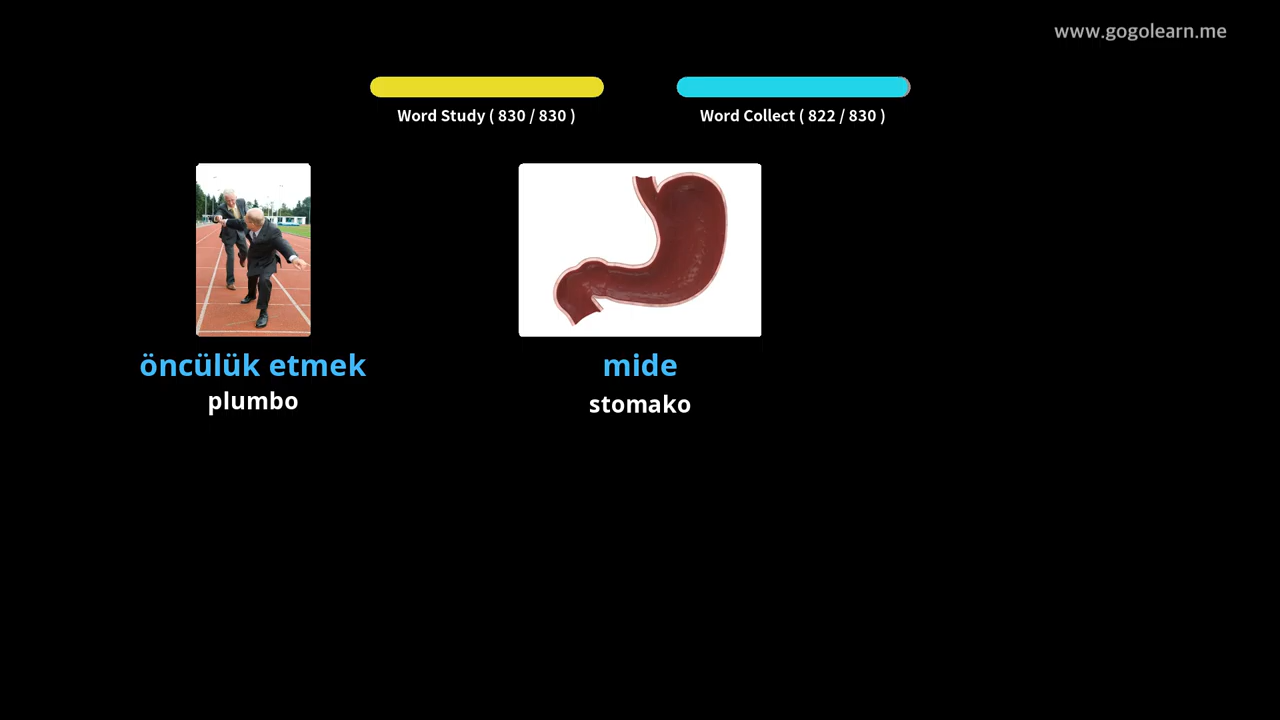 www.gogolearn.me
Word Study ( 830 / 830 )
Word Collect ( 822 / 830 )
öncülük etmek
plumbo
mide
stomako